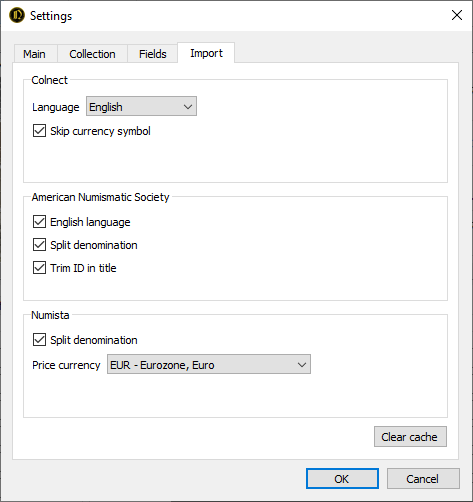 Settings
Main Collection Fields Import
Colnect
Language English
Skip currency symbol
American Numismatic Society
English language
Split denomination
Trim ID in title
Numista
Split denomination
Price currency EUR - Eurozone, Euro
Clear cache
OK Cancel